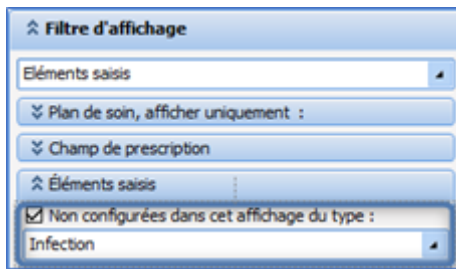 Filtre d'affichage
Eléments saisis
Plan de soin, afficher uniquement :
Champ de prescription
Éléments saisis
Non configurées dans cet affichage du type :
Infection